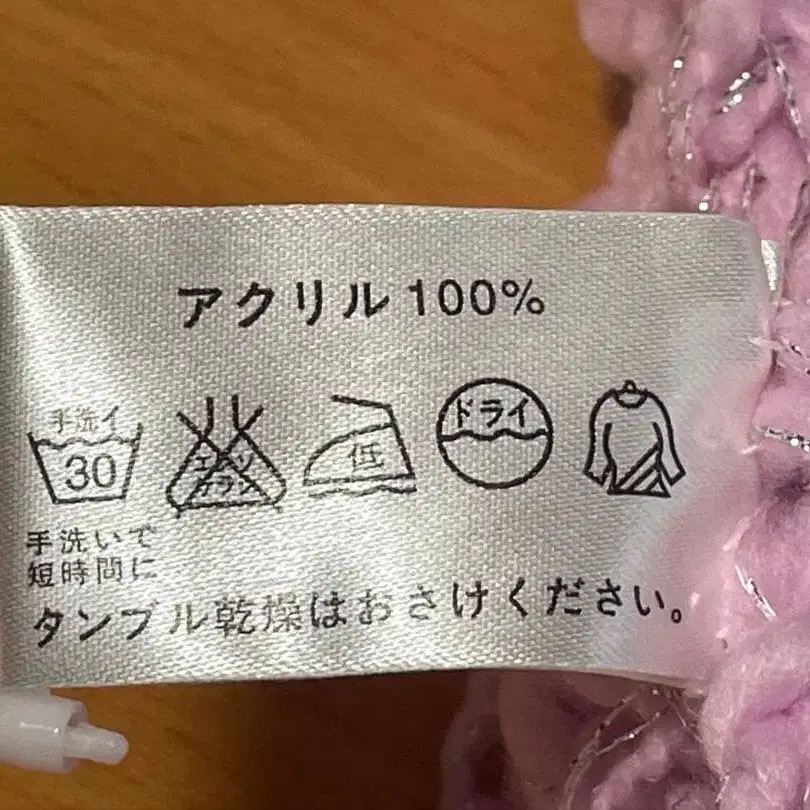 アクリル100%
手洗イ
30
エンソ
サラシ
低
ドライ
手洗いで
短時間に
タンブル乾燥はおさけください。